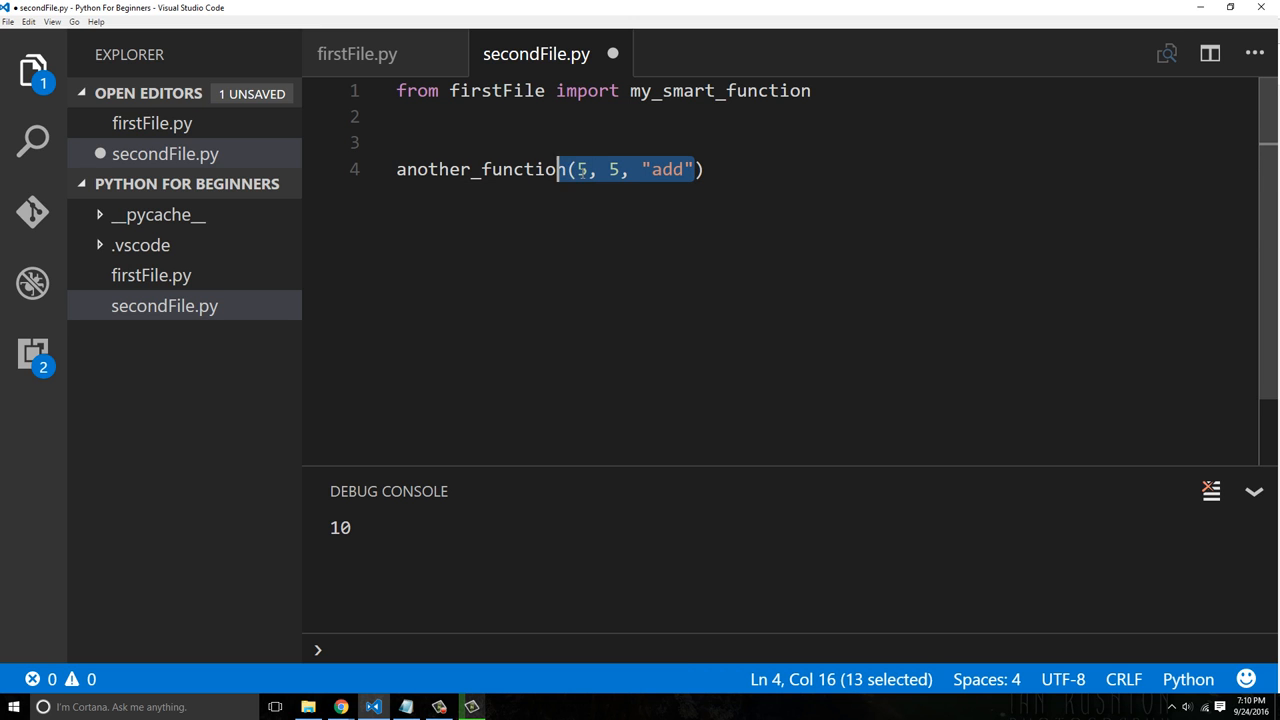 secondFile.py - Python For Beginners - Visual Studio Code
File Edit View Go Help
EXPLORER
OPEN EDITORS 1 UNSAVED
firstFile.py
secondFile.py
PYTHON FOR BEGINNERS
__pycache__
.vscode
firstFile.py
secondFile.py
1
2
firstFile.py secondFile.py
1 from firstFile import my_smart_function
2
3
4 another_function(5, 5, "add")
DEBUG CONSOLE
10
0 0 Ln 4, Col 16 (13 selected) Spaces: 4 UTF-8 CRLF Python
I'm Cortana. Ask me anything.
7:10 PM
9/24/2016